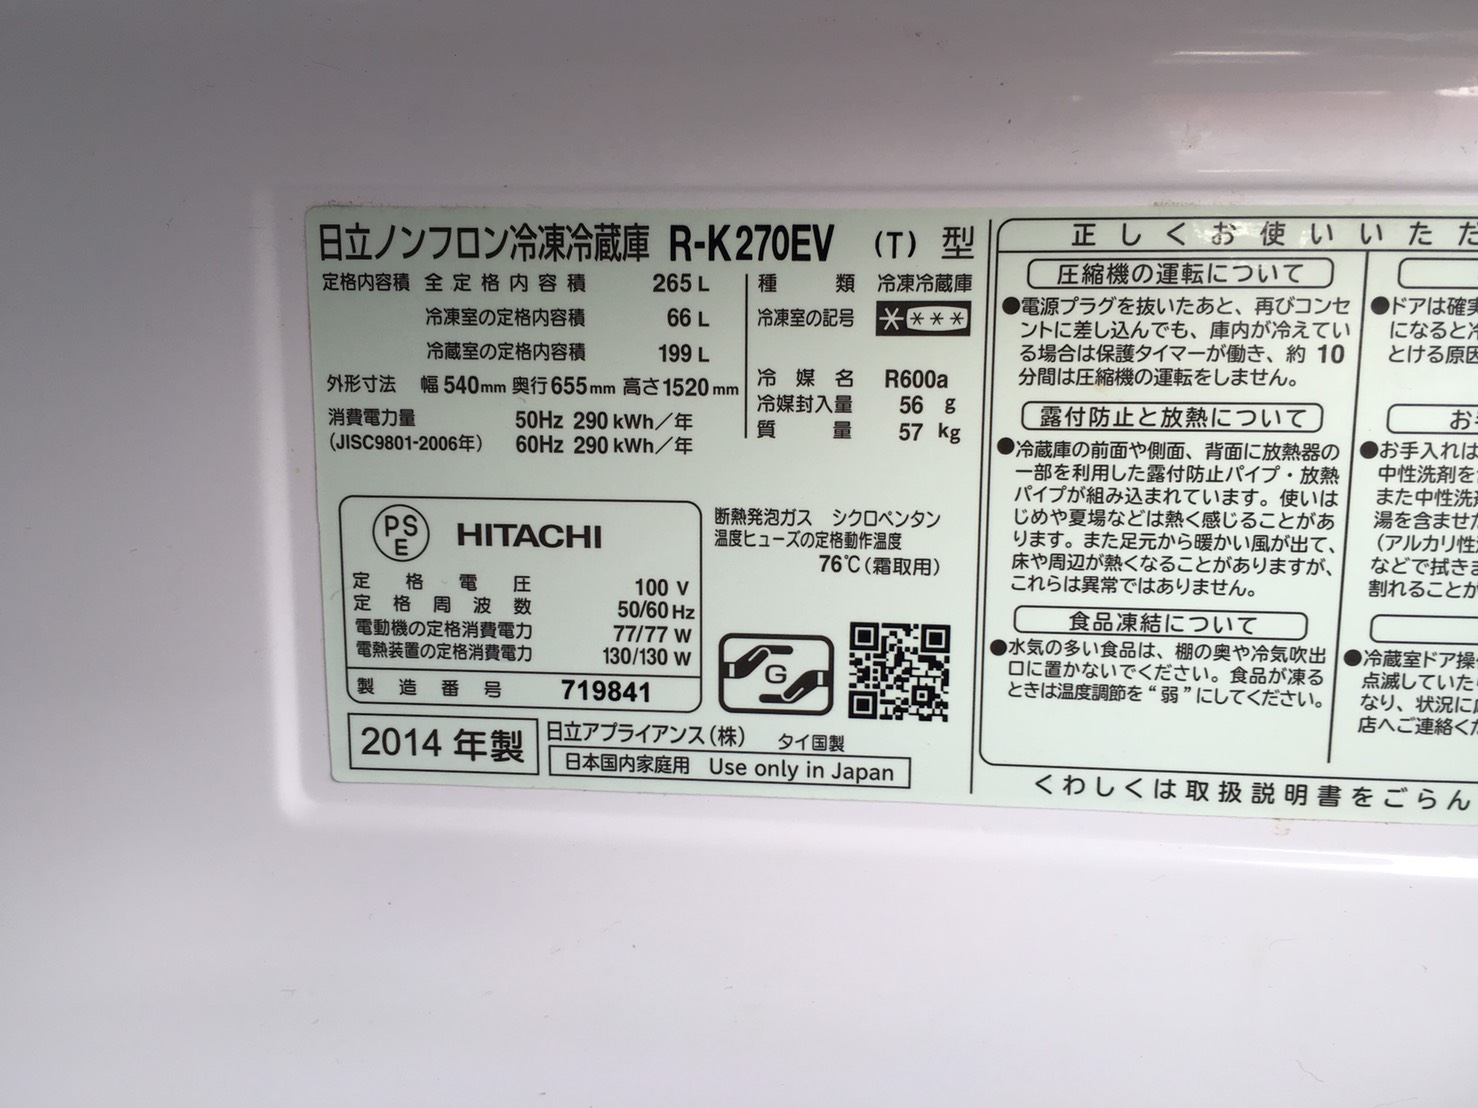 日立ノンフロン冷凍冷蔵庫 R-K270EV (T) 型
定格内容積 全定格内容積 265 L
冷凍室の定格内容積 66 L
冷蔵室の定格内容積 199 L
外形寸法 幅 540mm 奥行 655mm 高さ 1520mm
消費電力量 50Hz 290 kWh／年
(JISC9801-2006年) 60Hz 290 kWh／年
種類 冷凍冷蔵庫
冷凍室の記号
冷媒名 R600a
冷媒封入量 56 g
質量 57 kg
PS
E
HITACHI
定格電圧 100 V
定格周波数 50/60 Hz
電動機の定格消費電力 77/77 W
電熱装置の定格消費電力 130/130 W
製造番号 719841
断熱発泡ガス シクロペンタン
温度ヒューズの定格動作温度
76℃(霜取用)
G
2014 年製
日立アプライアンス(株) タイ国製
日本国内家庭用 Use only in Japan
正しくお使いいただ
圧縮機の運転について
●電源プラグを抜いたあと、再びコンセ
ントに差し込んでも、庫内が冷えてい
る場合は保護タイマーが働き、約 10
分間は圧縮機の運転をしません。
露付防止と放熱について
●冷蔵庫の前面や側面、背面に放熱器の
一部を利用した露付防止パイプ・放熱
パイプが組み込まれています。使いは
じめや夏場などは熱く感じることがあ
ります。また足元から暖かい風が出て、
床や周辺が熱くなることがありますが、
これらは異常ではありません。
食品凍結について
●水気の多い食品は、棚の奥や冷気吹出
口に置かないでください。食品が凍る
ときは温度調節を“弱”にしてください。
●ドアは確実
になると冷
とける原因
お手
●お手入れは
中性洗剤を
また中性洗
湯を含ませた
(アルカリ性
などで拭きま
割れることが
●冷蔵室ドア操
点滅していた
なり、状況に
店へご連絡くた
くわしくは取扱説明書をごらん